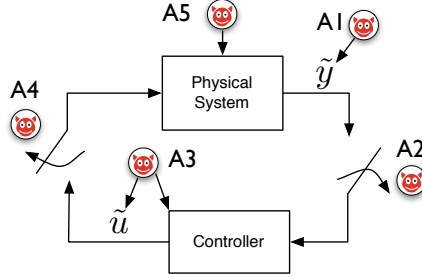 A5
A1
Physical
System
ỹ
A4
A3
A2
ũ
Controller